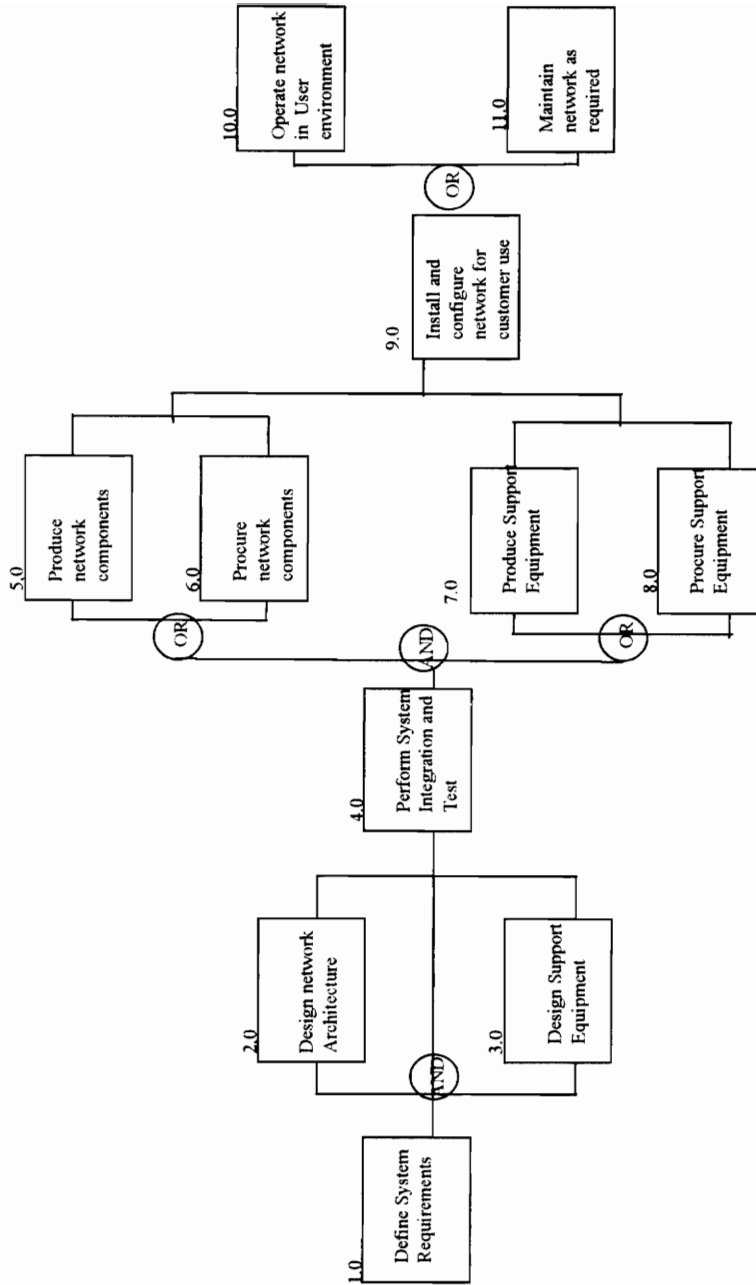 1.0
Define System
Requirements
AND
2.0
Design network
Architecture
3.0
Design Support
Equipment
4.0
Perform System
Integration and
Test
AND
OR
5.0
Produce
network
components
6.0
Procure
network
components
OR
7.0
Produce Support
Equipment
8.0
Procure Support
Equipment
9.0
Install and
configure
network for
customer use
OR
10.0
Operate network
in User
environment
11.0
Maintain
network as
required